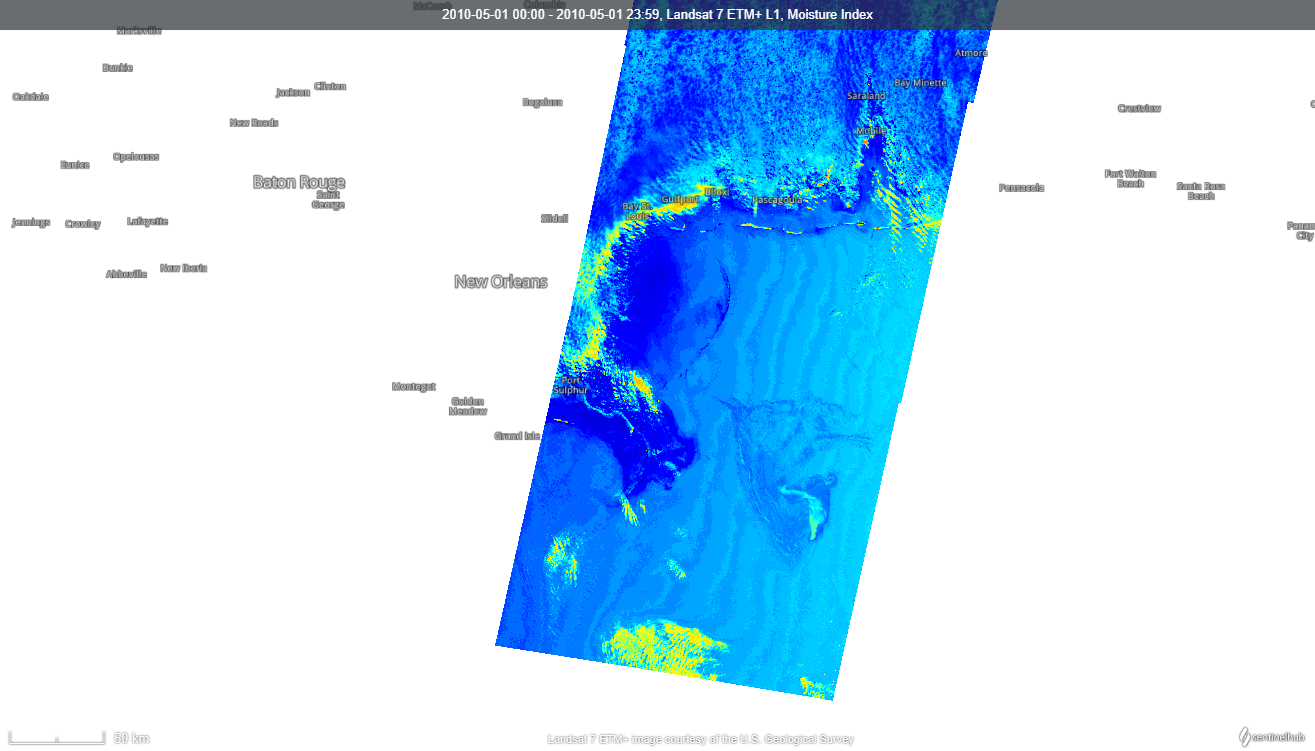 McComb
Columbia
2010-05-01 00:00 - 2010-05-01 23:59, Landsat 7 ETM+ L1, Moisture Index
Marksville
Atmore
Bunkie
Bay Minette
Clinton
Jackson
Oakdale
Saraland
Bogalusa
Crestview
New Roads
Mobile
Opelousas
Eunice
Baton Rouge
Fort Walton
Beach
Pensacola
Santa Rosa
Beach
Saint
George
Biloxi
Gulfport
Pascagoula
Bay St.
Louis
Slidell
Jennings
Crowley
Lafayette
Panam
City
New Iberia
Abbeville
New Orleans
Port
Sulphur
Montegut
Golden
Meadow
Grand Isle
50 km
Landsat 7 ETM+ image courtesy of the U.S. Geological Survey
sentinelhub